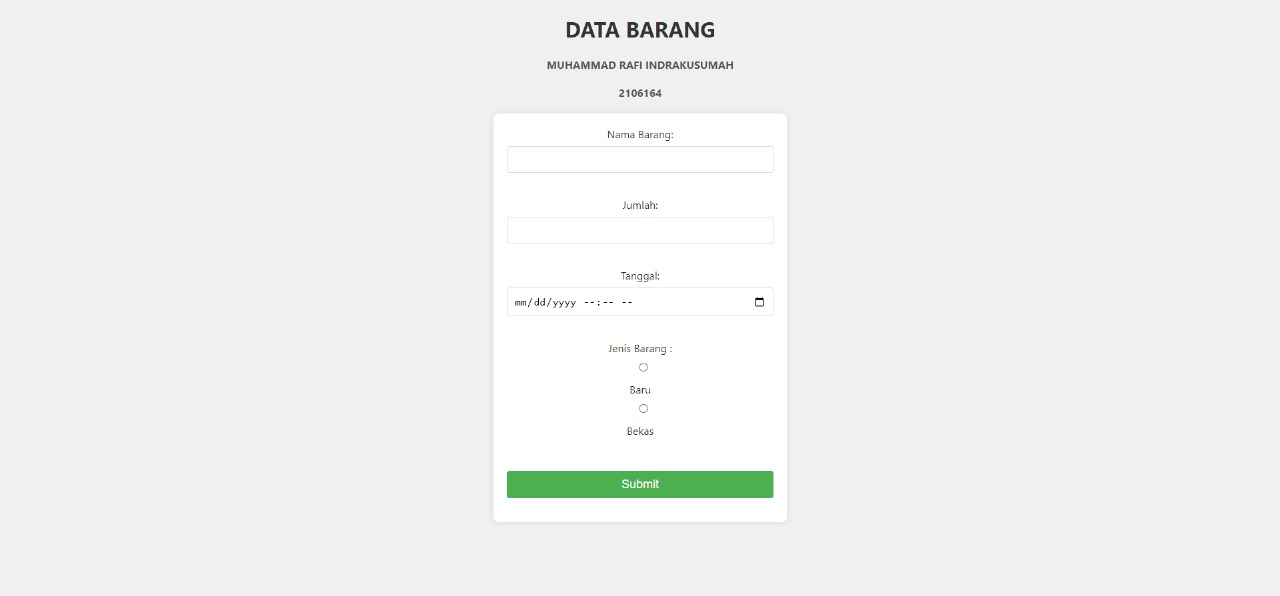 DATA BARANG
MUHAMMAD RAFI INDRAKUSUMAH
2106164
Nama Barang:
Jumlah:
Tanggal:
mm/dd/yyyy --:-- --
Jenis Barang :
Baru
Bekas
Submit